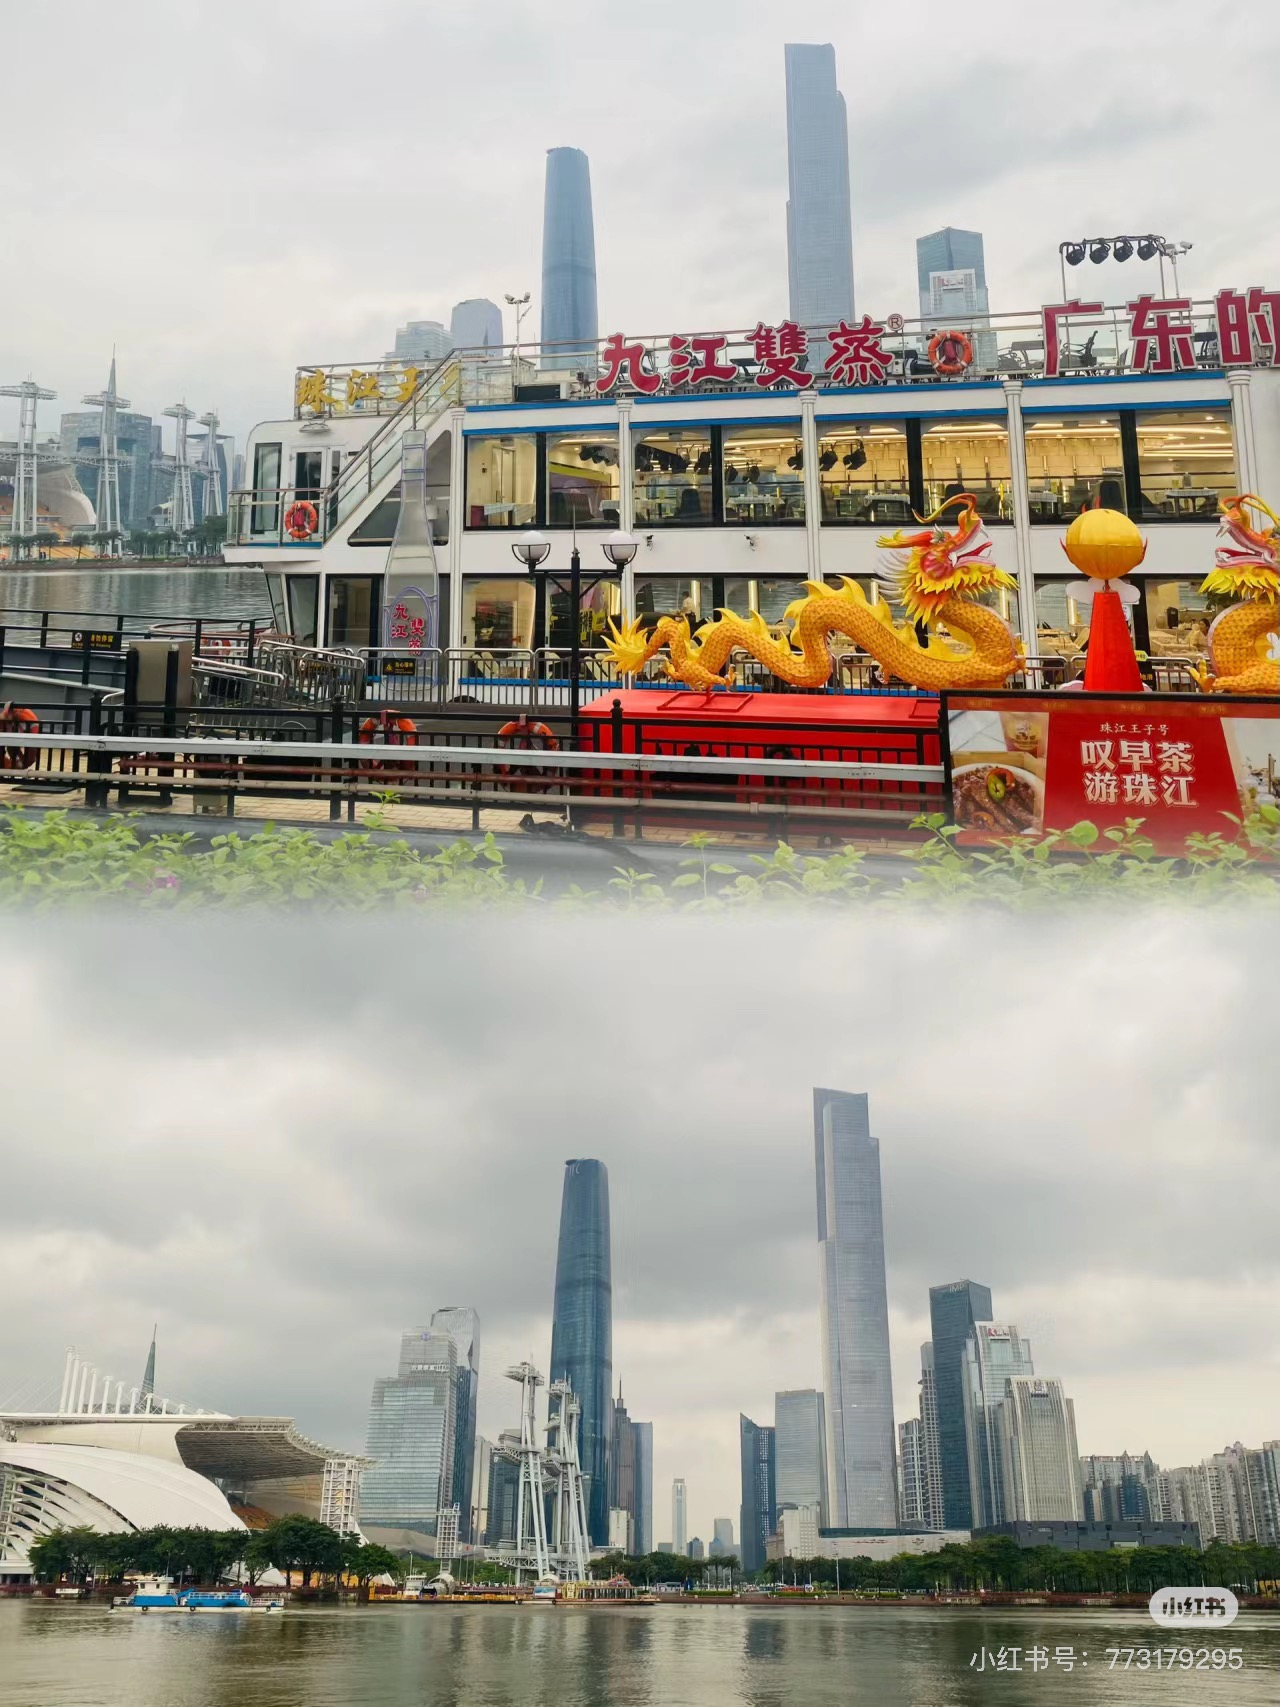 九江雙蒸®
广东的
珠江王子
九江
雙蒸
珠江王子号
叹早茶
游珠江
小红书
小红书号：773179295